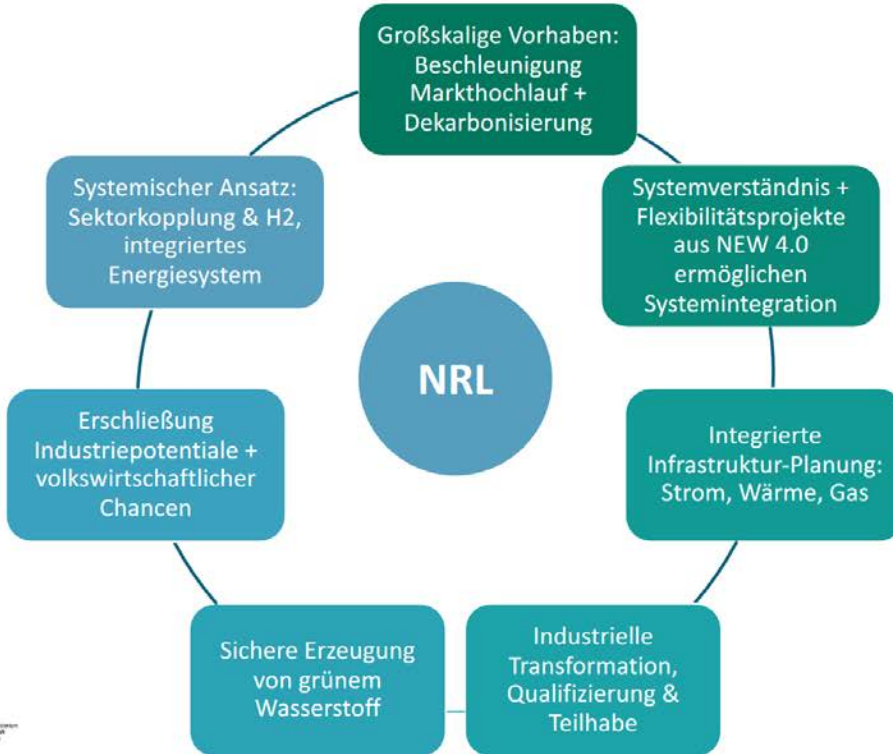 Großskalige Vorhaben:
Beschleunigung
Markthochlauf +
Dekarbonisierung
Systemverständnis +
Flexibilitätsprojekte
aus NEW 4.0
ermöglichen
Systemintegration
Integrierte
Infrastruktur-Planung:
Strom, Wärme, Gas
Industrielle
Transformation,
Qualifizierung &
Teilhabe
Sichere Erzeugung
von grünem
Wasserstoff
Erschließung
Industriepotentiale +
volkswirtschaftlicher
Chancen
Systemischer Ansatz:
Sektorkopplung & H2,
integriertes
Energiesystem
NRL